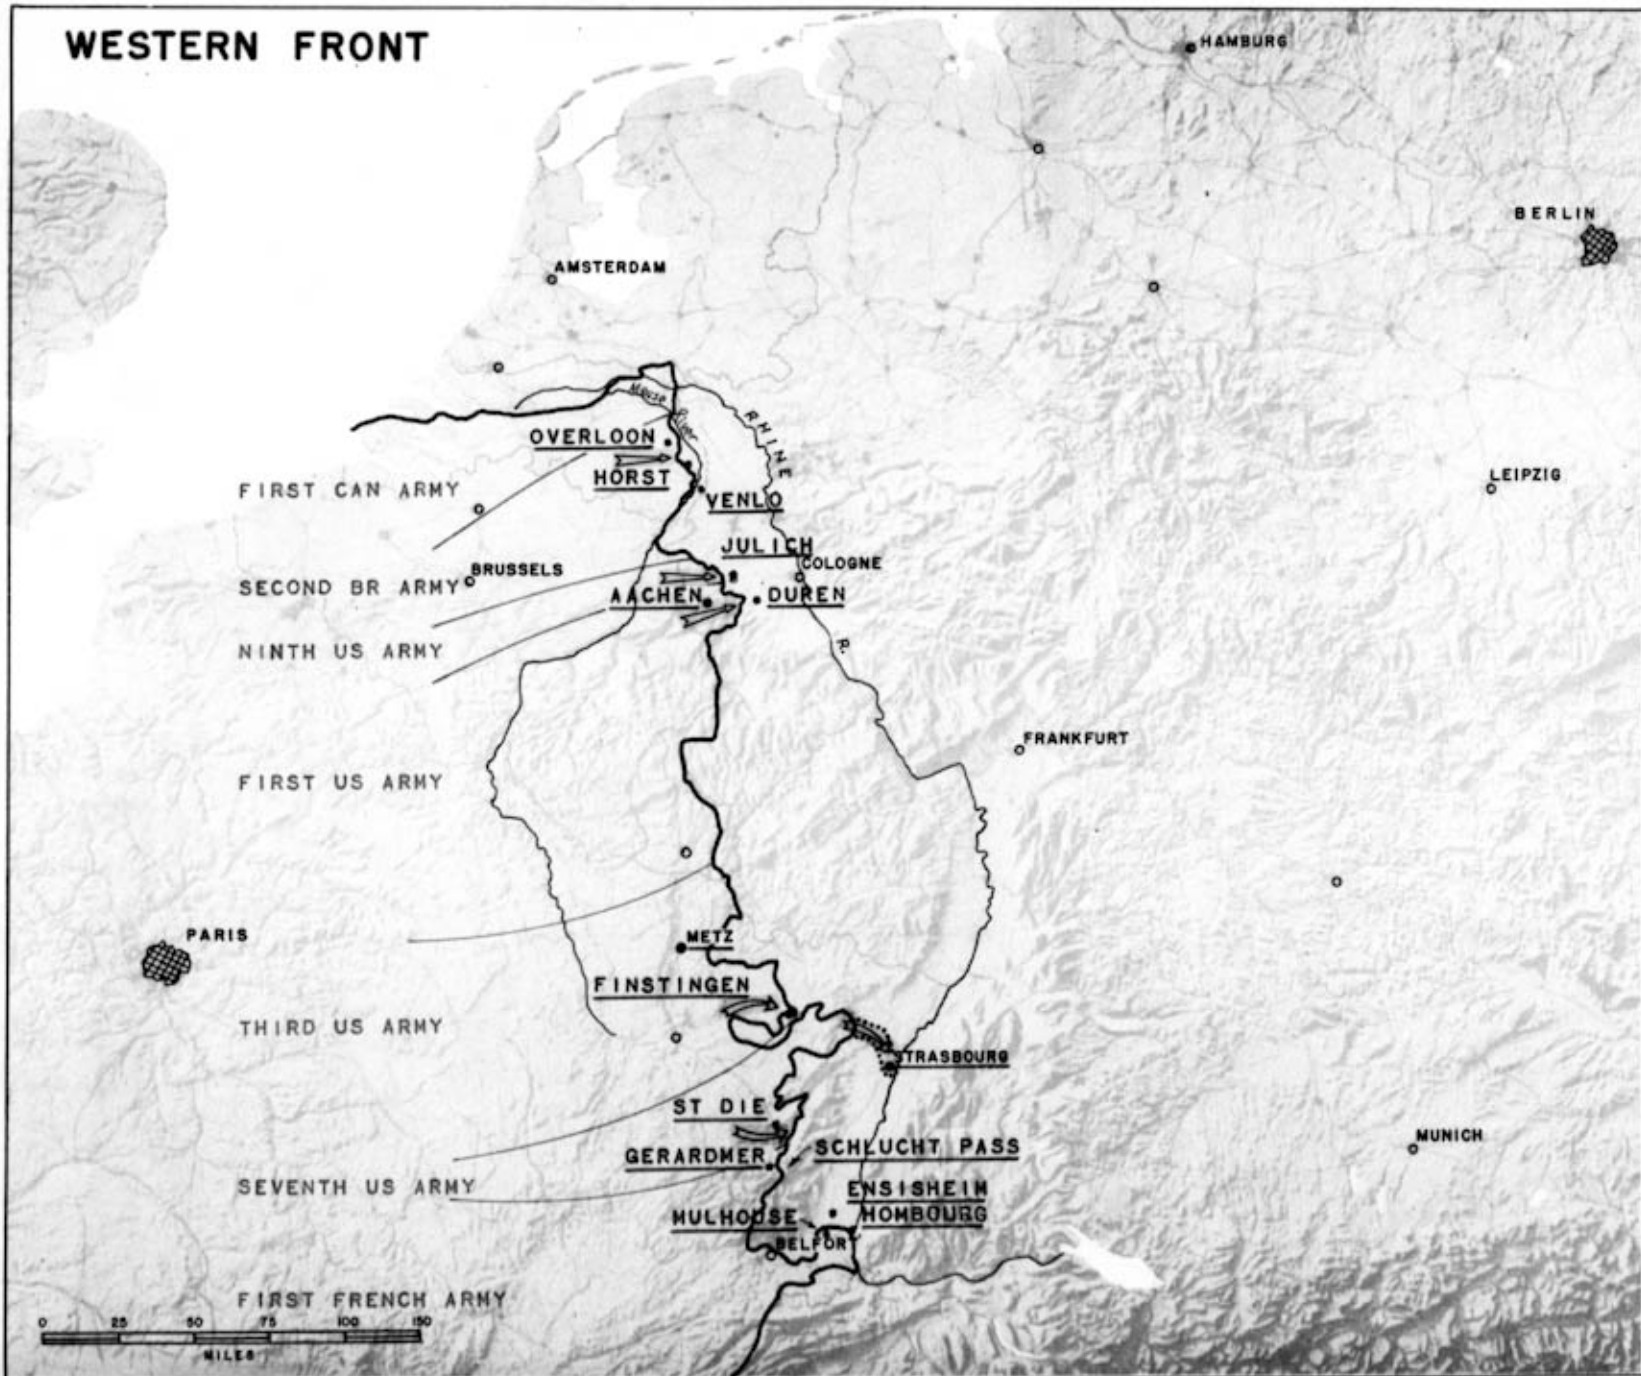 WESTERN FRONT
HAMBURG
BERLIN
AMSTERDAM
Meuse River
RHINE R.
OVERLOON
HORST
LEIPZIG
FIRST CAN ARMY
VENLO
JULICH
COLOGNE
BRUSSELS
SECOND BR ARMY
AACHEN
DUREN
NINTH US ARMY
FRANKFURT
FIRST US ARMY
PARIS
METZ
FINSTINGEN
THIRD US ARMY
STRASBOURG
ST DIE
MUNICH
GERARDMER
SCHLUCHT PASS
SEVENTH US ARMY
ENSISHEIM
MULHOUSE
HOMBOURG
BELFORT
FIRST FRENCH ARMY
0 25 50 75 100 150
MILES